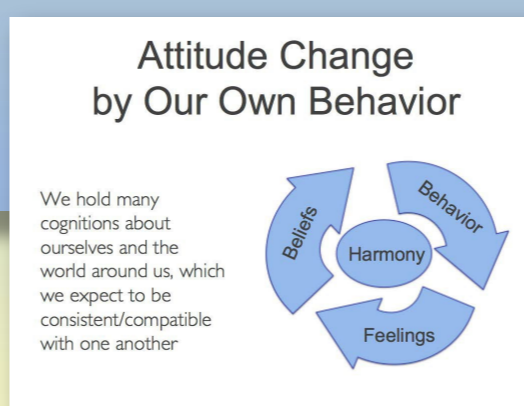 Attitude Change
by Our Own Behavior
We hold many
cognitions about
ourselves and the
world around us, which
we expect to be
consistent/compatible
with one another
Beliefs
Behavior
Harmony
Feelings